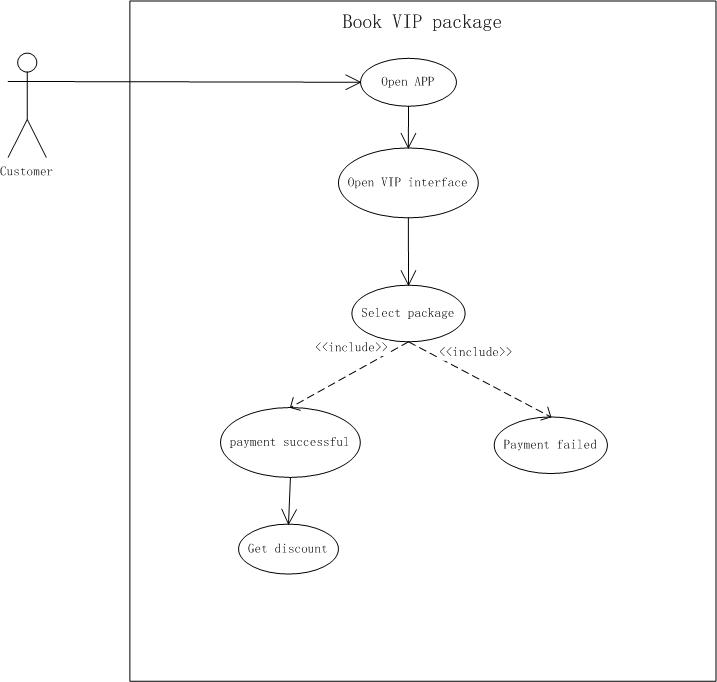 Book VIP package
Open APP
Customer
Open VIP interface
Select package
<<include>>
<<include>>
payment successful
Payment failed
Get discount